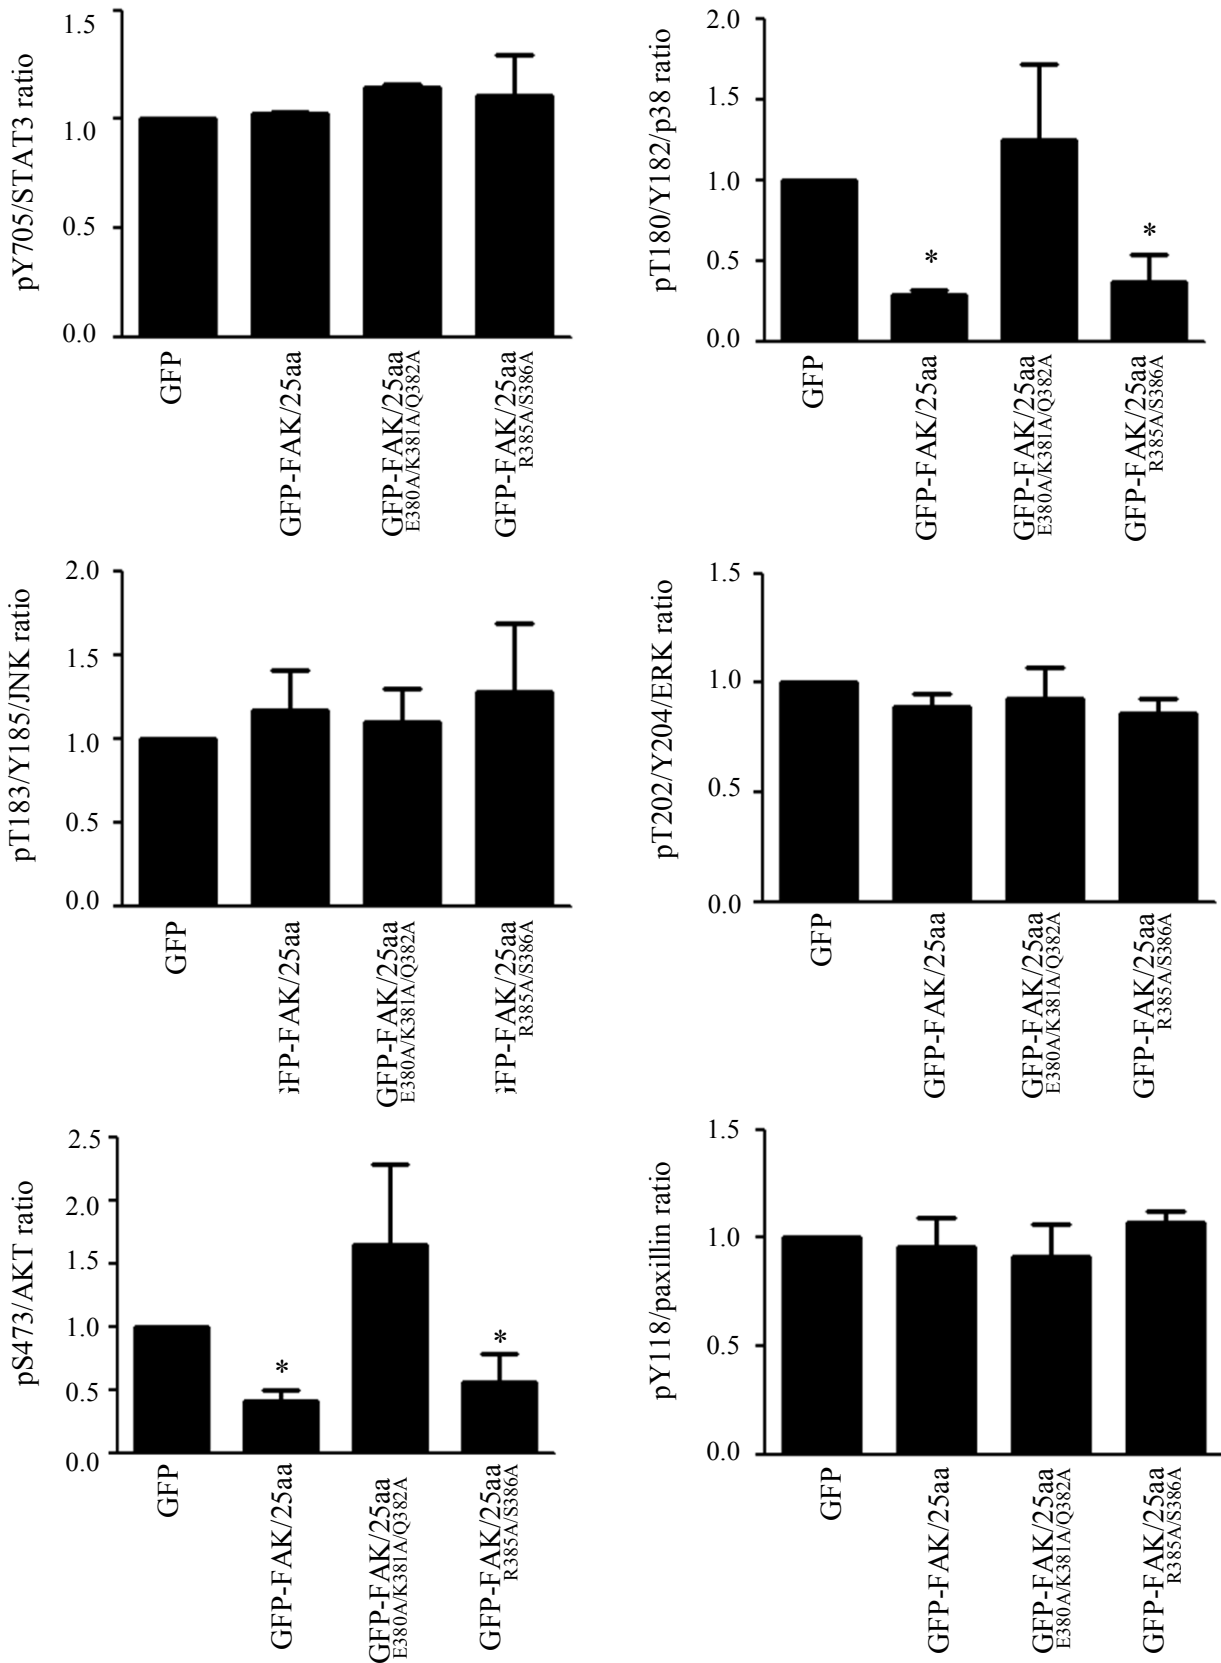 pY705/STAT3 ratio
1.5
1.0
0.5
0.0
GFP
GFP-FAK/25aa
GFP-FAK/25aa
E380A/K381A/Q382A
GFP-FAK/25aa
R385A/S386A
pT180/Y182/p38 ratio
2.0
1.5
1.0
0.5
0.0
*
*
GFP
GFP-FAK/25aa
GFP-FAK/25aa
E380A/K381A/Q382A
GFP-FAK/25aa
R385A/S386A
pT183/Y185/JNK ratio
2.0
1.5
1.0
0.5
0.0
GFP
FP-FAK/25aa
GFP-FAK/25aa
E380A/K381A/Q382A
FP-FAK/25aa
R385A/S386A
pT202/Y204/ERK ratio
1.5
1.0
0.5
0.0
GFP
GFP-FAK/25aa
GFP-FAK/25aa
E380A/K381A/Q382A
GFP-FAK/25aa
R385A/S386A
pS473/AKT ratio
2.5
2.0
1.5
1.0
0.5
0.0
*
*
GFP
GFP-FAK/25aa
GFP-FAK/25aa
E380A/K381A/Q382A
GFP-FAK/25aa
R385A/S386A
pY118/paxillin ratio
1.5
1.0
0.5
0.0
GFP
GFP-FAK/25aa
GFP-FAK/25aa
E380A/K381A/Q382A
GFP-FAK/25aa
R385A/S386A